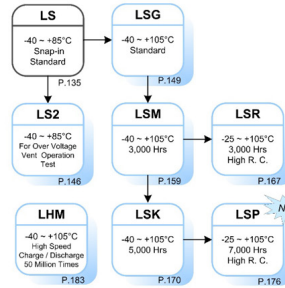 LS
-40 ~ +85°C
Snap-in
Standard
P.135
LSG
-40 ~ +105°C
Standard
P.149
LS2
-40 ~ +85°C
For Over Voltage
Vent Operation
Test
P.146
LSM
-40 ~ +105°C
3,000 Hrs
P.159
LSR
-25 ~ +105°C
3,000 Hrs
High R. C.
P.167
LHM
-40 ~ +105°C
High Speed
Charge / Discharge
50 Million Times
P.183
LSK
-40 ~ +105°C
5,000 Hrs
P.170
LSP
-25 ~ +105°C
7,000 Hrs
High R. C.
P.176